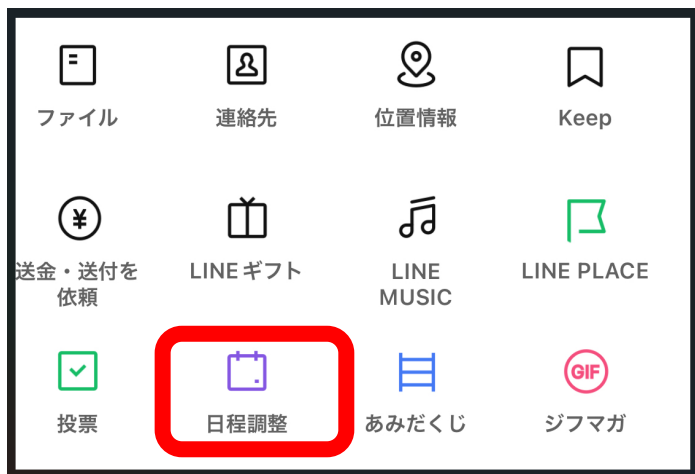 ファイル
連絡先
位置情報
Keep
¥
送金・送付を
依頼
LINEギフト
LINE
MUSIC
LINE PLACE
投票
日程調整
あみだくじ
GIF
ジフマガ